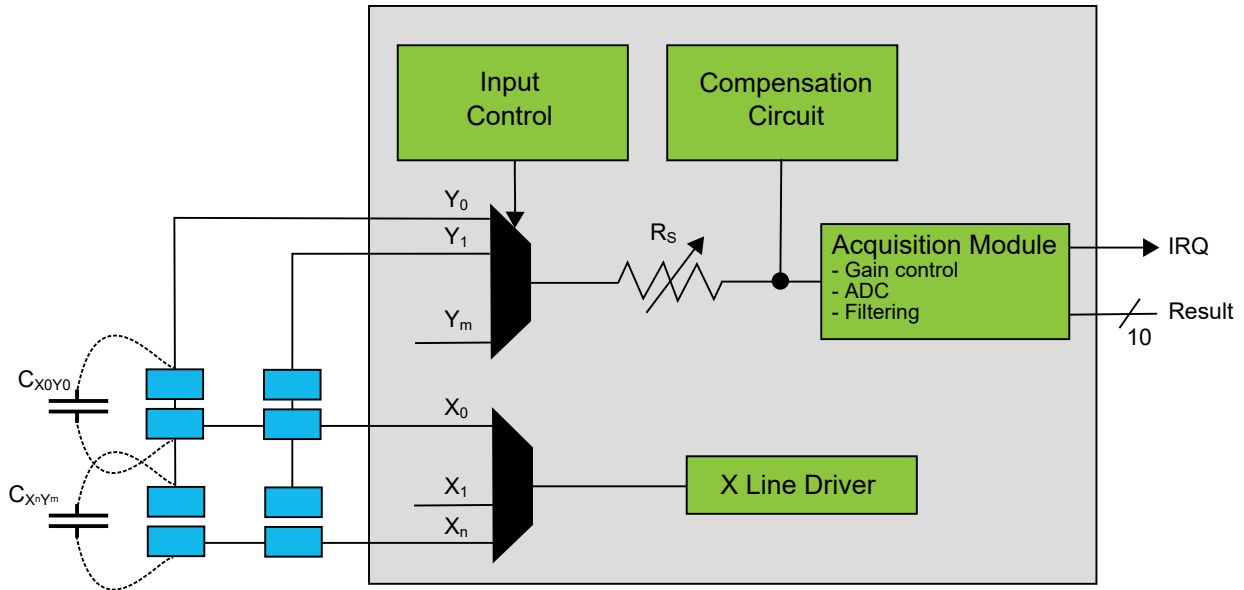 Input
Control
Compensation
Circuit
Y0
Y1
RS
Acquisition Module
- Gain control
- ADC
- Filtering
IRQ
Result
10
Ym
CX0Y0
X0
CXnYm
X1
Xn
X Line Driver